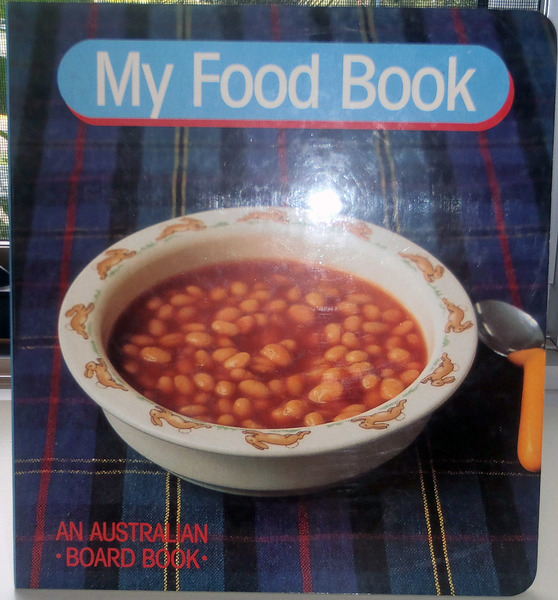 My Food Book
AN AUSTRALIAN
• BOARD BOOK •